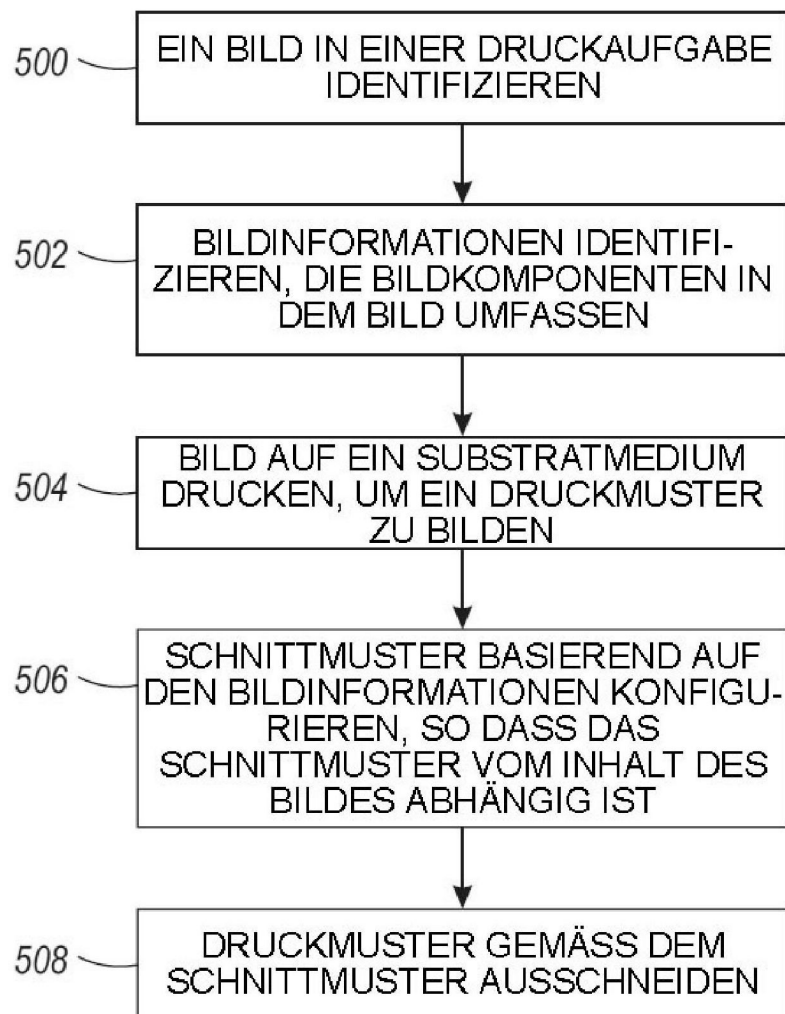 500
EIN BILD IN EINER DRUCKAUFGABE
IDENTIFIZIEREN
502
BILDINFORMATIONEN IDENTIFI-
ZIEREN, DIE BILDKOMPONENTEN IN
DEM BILD UMFASSEN
504
BILD AUF EIN SUBSTRATMEDIUM
DRUCKEN, UM EIN DRUCKMUSTER
ZU BILDEN
506
SCHNITTMUSTER BASIEREND AUF
DEN BILDINFORMATIONEN KONFIGU-
RIEREN, SO DASS DAS
SCHNITTMUSTER VOM INHALT DES
BILDES ABHÄNGIG IST
508
DRUCKMUSTER GEMÄSS DEM
SCHNITTMUSTER AUSSCHNEIDEN